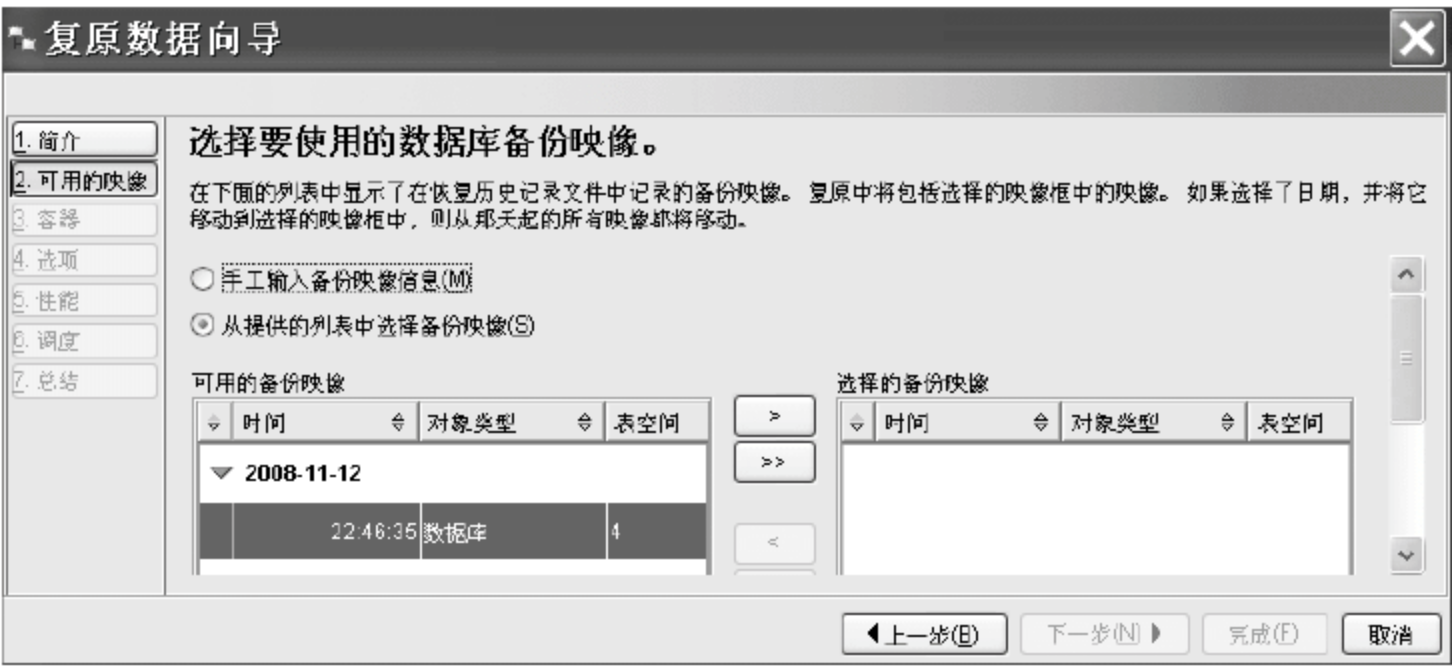 复原数据向导
1. 简介
2. 可用的映像
3. 容器
4. 选项
5. 性能
6. 调度
7. 总结
选择要使用的数据库备份映像。
在下面的列表中显示了在恢复历史记录文件中记录的备份映像。 复原中将包括选择的映像框中的映像。 如果选择了日期，并将它
移动到选择的映像框中，则从那天起的所有映像都将移动。
手工输入备份映像信息(M)
从提供的列表中选择备份映像(S)
可用的备份映像
时间 对象类型 表空间
2008-11-12
22:46:35 数据库 4
>
>>
<
选择的备份映像
时间 对象类型 表空间
上一步(B) 下一步(N) 完成(F) 取消